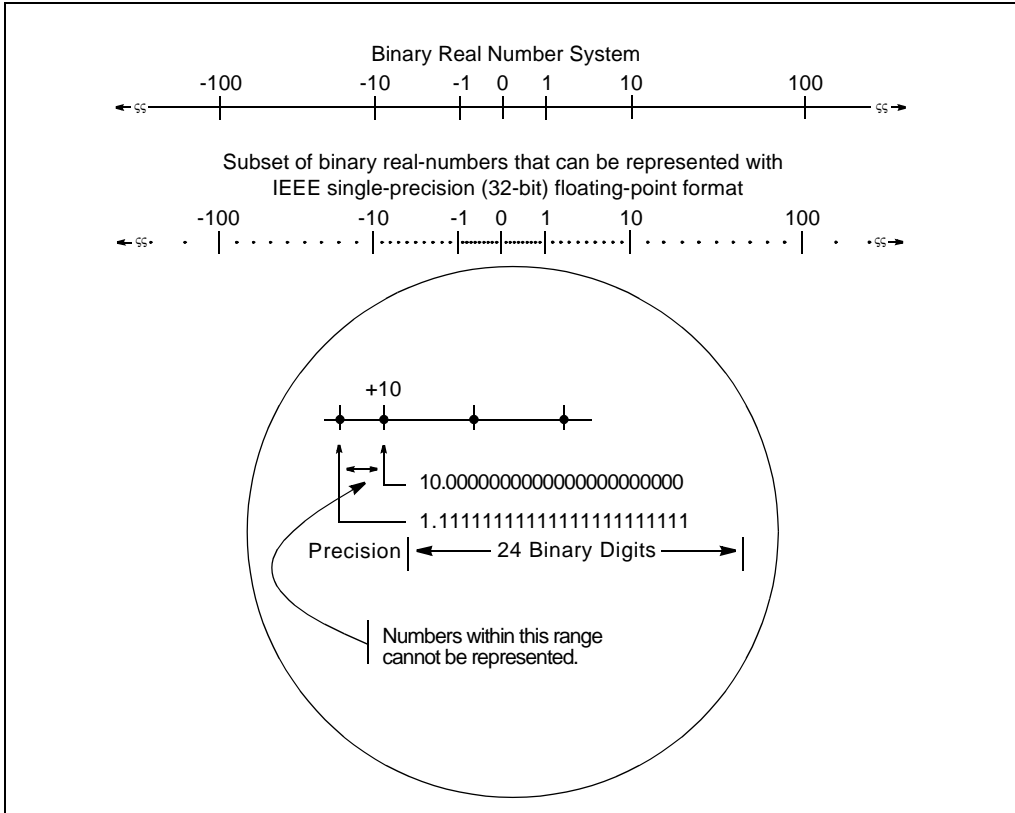 Binary Real Number System
-100 -10 -1 0 1 10 100
Subset of binary real-numbers that can be represented with
IEEE single-precision (32-bit) floating-point format
-100 -10 -1 0 1 10 100
+10
10.0000000000000000000000
1.11111111111111111111111
Precision 24 Binary Digits
Numbers within this range
cannot be represented.